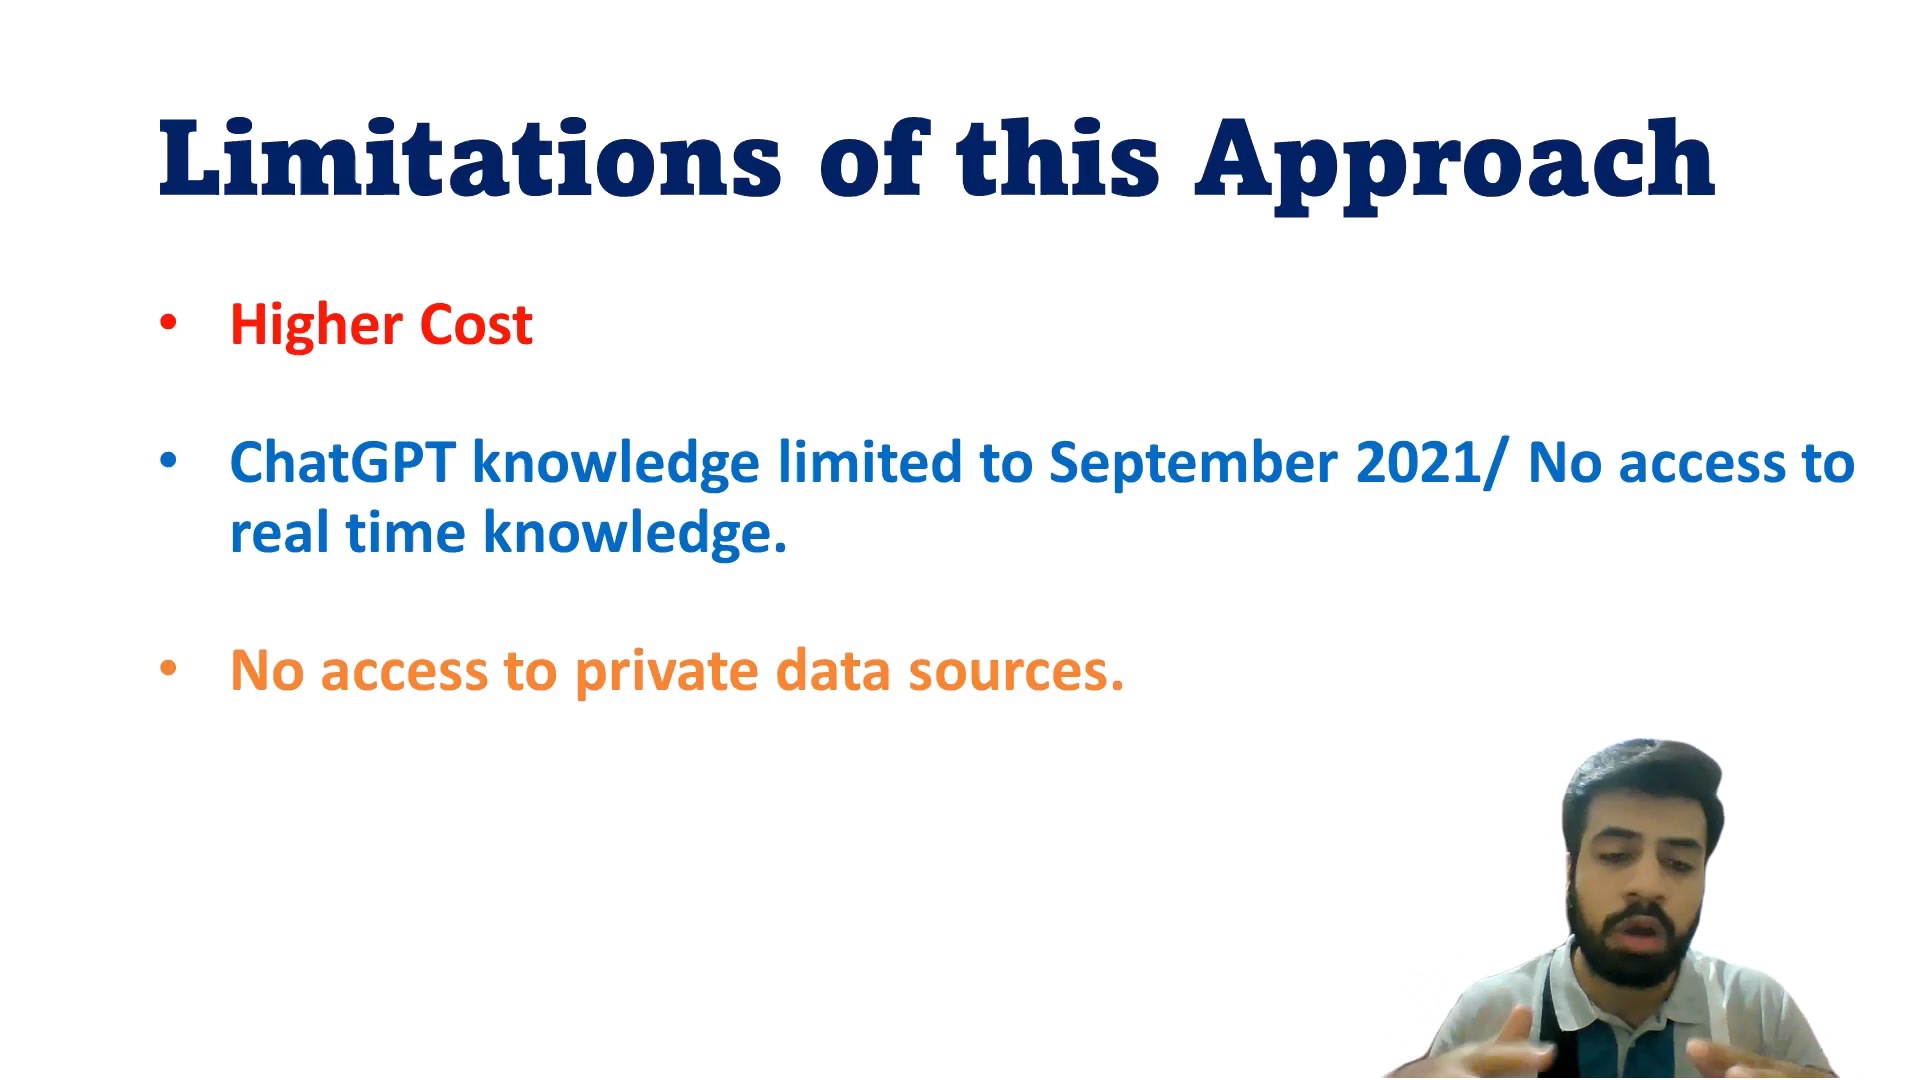 Limitations of this Approach
• Higher Cost
• ChatGPT knowledge limited to September 2021/ No access to
real time knowledge.
• No access to private data sources.